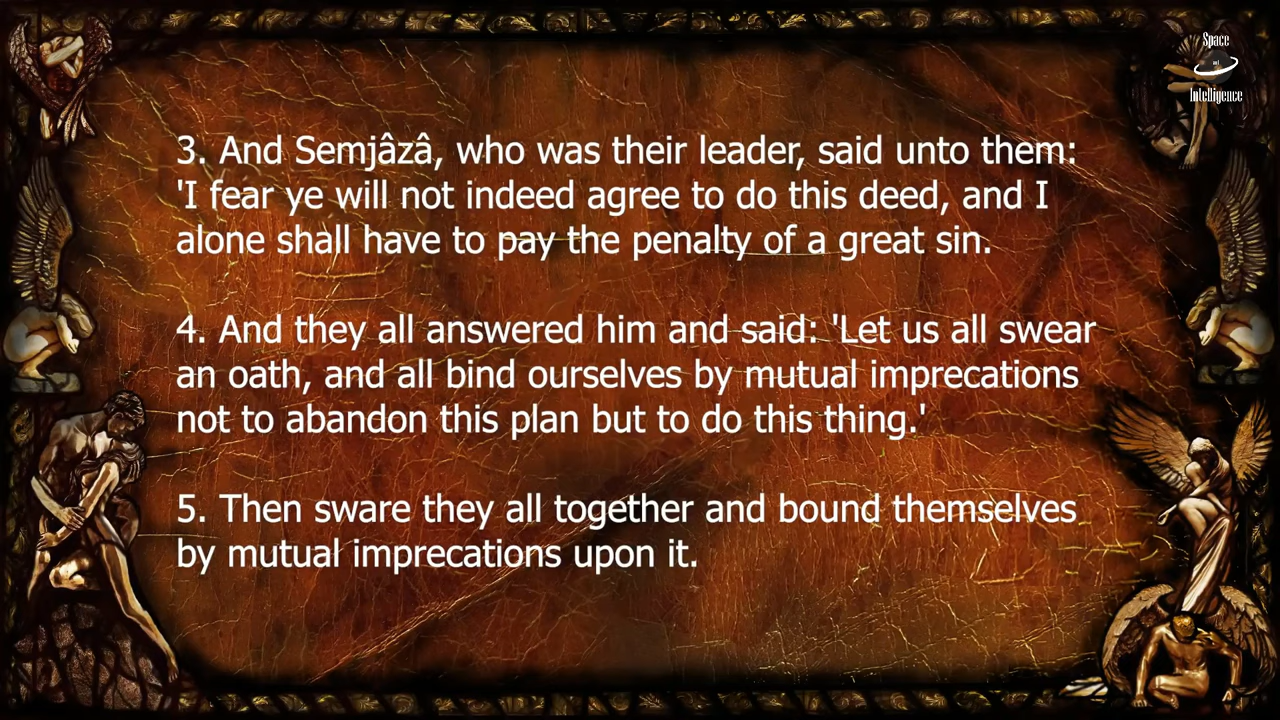 Space
and
Intelligence
3. And Semjâzâ, who was their leader, said unto them:
'I fear ye will not indeed agree to do this deed, and I
alone shall have to pay the penalty of a great sin.
4. And they all answered him and said: 'Let us all swear
an oath, and all bind ourselves by mutual imprecations
not to abandon this plan but to do this thing.'
5. Then sware they all together and bound themselves
by mutual imprecations upon it.